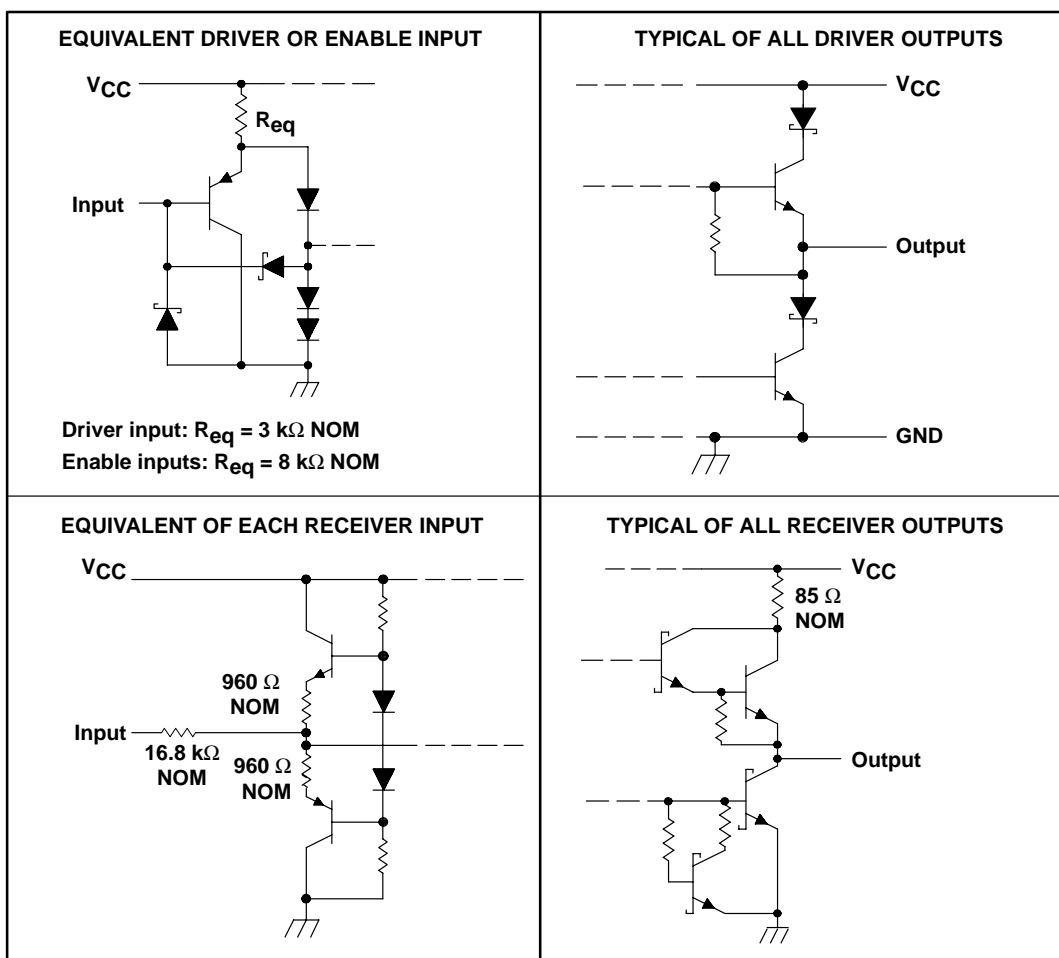 EQUIVALENT DRIVER OR ENABLE INPUT
VCC
Req
Input
Driver input: Req = 3 kΩ NOM
Enable inputs: Req = 8 kΩ NOM
TYPICAL OF ALL DRIVER OUTPUTS
VCC
Output
GND
EQUIVALENT OF EACH RECEIVER INPUT
VCC
960 Ω
NOM
Input
16.8 kΩ
NOM
960 Ω
NOM
TYPICAL OF ALL RECEIVER OUTPUTS
VCC
85 Ω
NOM
Output